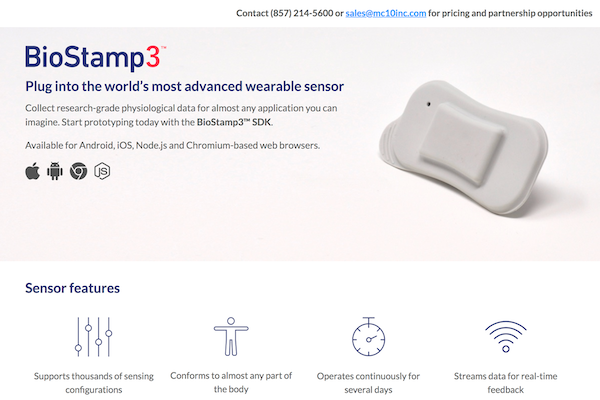 Contact (857) 214-5600 or sales@mc10inc.com for pricing and partnership opportunities
BioStamp3™
Plug into the world's most advanced wearable sensor
Collect research-grade physiological data for almost any application you can
imagine. Start prototyping today with the BioStamp3™ SDK.
Available for Android, iOS, Node.js and Chromium-based web browsers.
JS
Sensor features
Supports thousands of sensing
configurations
Conforms to almost any part of
the body
Operates continuously for
several days
Streams data for real-time
feedback